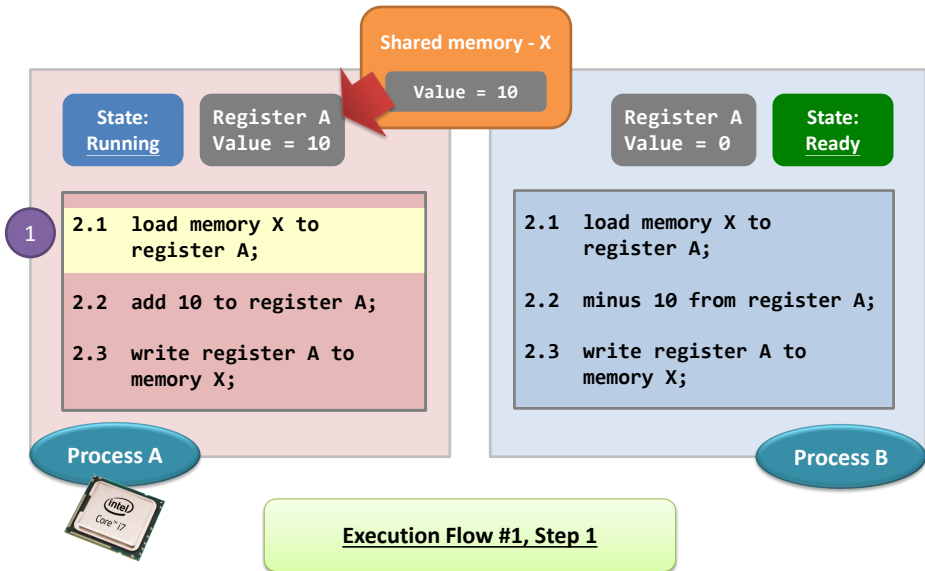 Shared memory - X
Value = 10
State:
Running
Register A
Value = 10
Register A
Value = 0
State:
Ready
1
2.1 load memory X to
register A;
2.2 add 10 to register A;
2.3 write register A to
memory X;
2.1 load memory X to
register A;
2.2 minus 10 from register A;
2.3 write register A to
memory X;
Process A
Process B
intel
Core™ i7
Execution Flow #1, Step 1